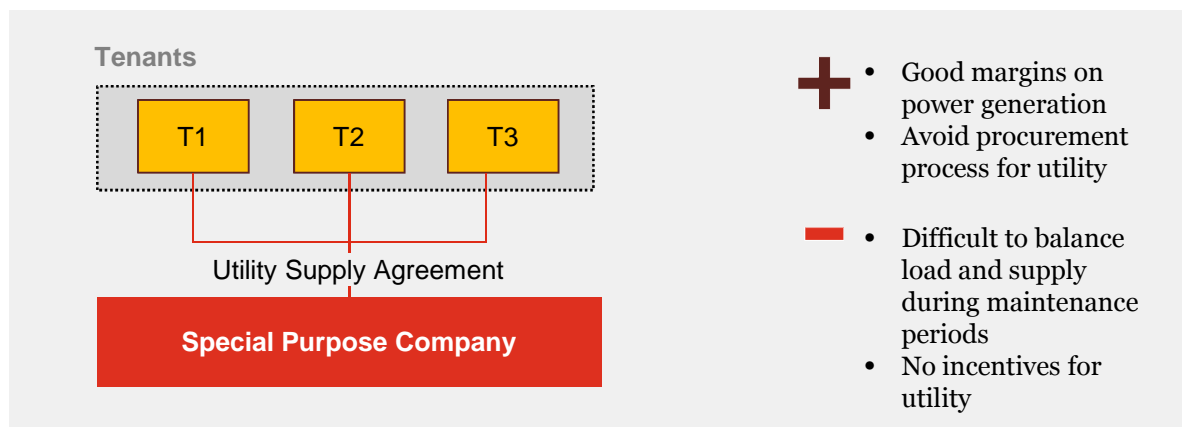 Tenants
T1 T2 T3
Utility Supply Agreement
Special Purpose Company
• Good margins on
power generation
• Avoid procurement
process for utility
• Difficult to balance
load and supply
during maintenance
periods
• No incentives for
utility